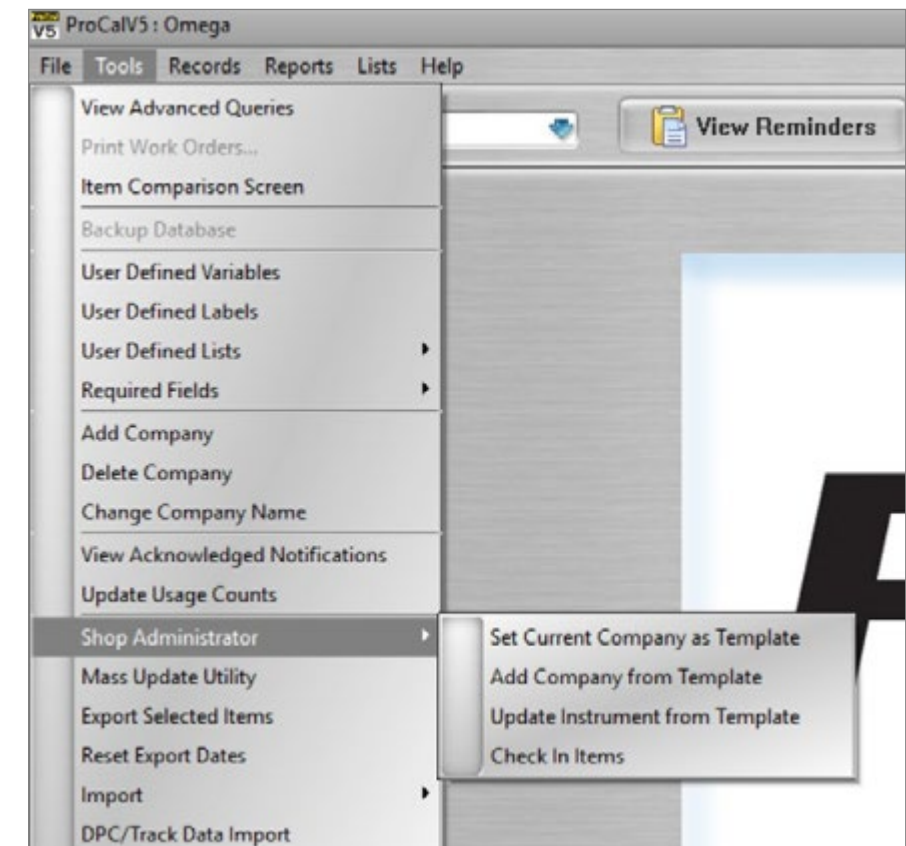 V5 ProCalV5 : Omega
File Tools Records Reports Lists Help
View Advanced Queries
View Reminders
Print Work Orders...
Item Comparison Screen
Backup Database
User Defined Variables
User Defined Labels
User Defined Lists
Required Fields
Add Company
Delete Company
Change Company Name
View Acknowledged Notifications
Update Usage Counts
Shop Administrator
Set Current Company as Template
Mass Update Utility
Add Company from Template
Export Selected Items
Update Instrument from Template
Reset Export Dates
Check In Items
Import
DPC/Track Data Import